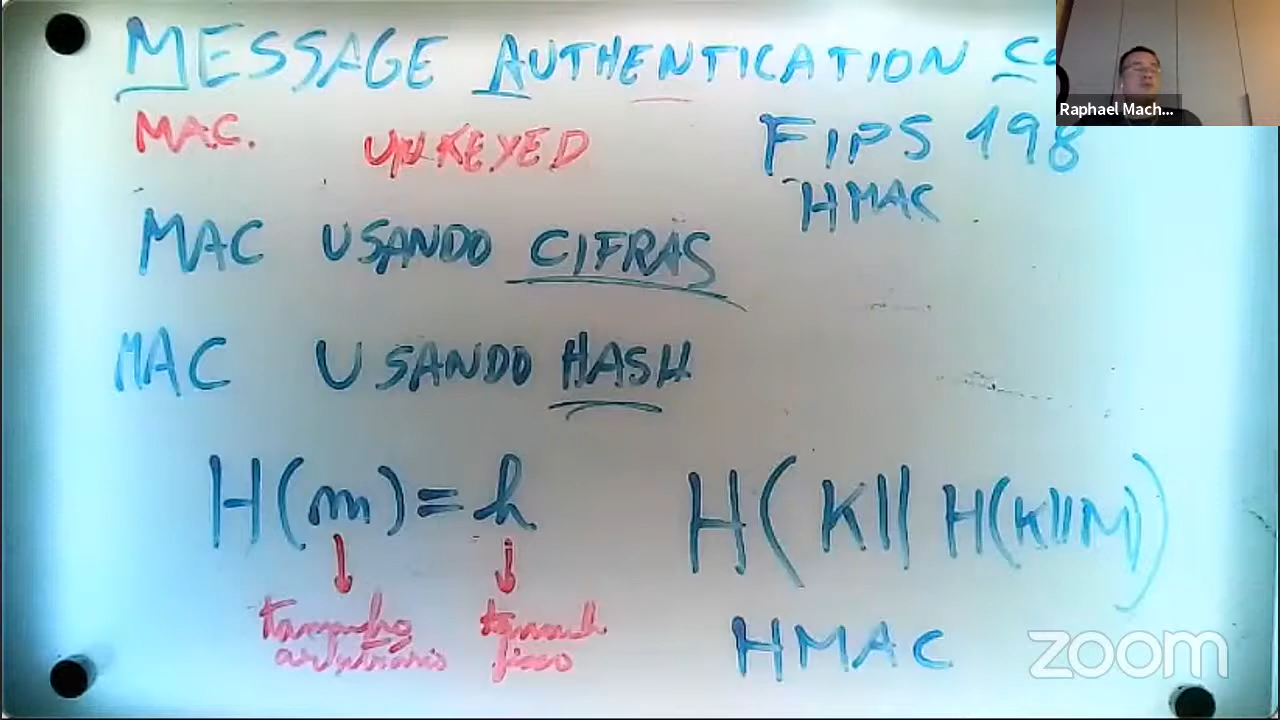 MESSAGE AUTHENTICATION
Raphael Mach...
MAC. UNKEYED FIPS 198
HMAC
MAC USANDO CIFRAS
MAC USANDO HASH
H(m)=h H(K|| H(K||M))
tamanho tamanho
arbitrário fixo
HMAC
zoom